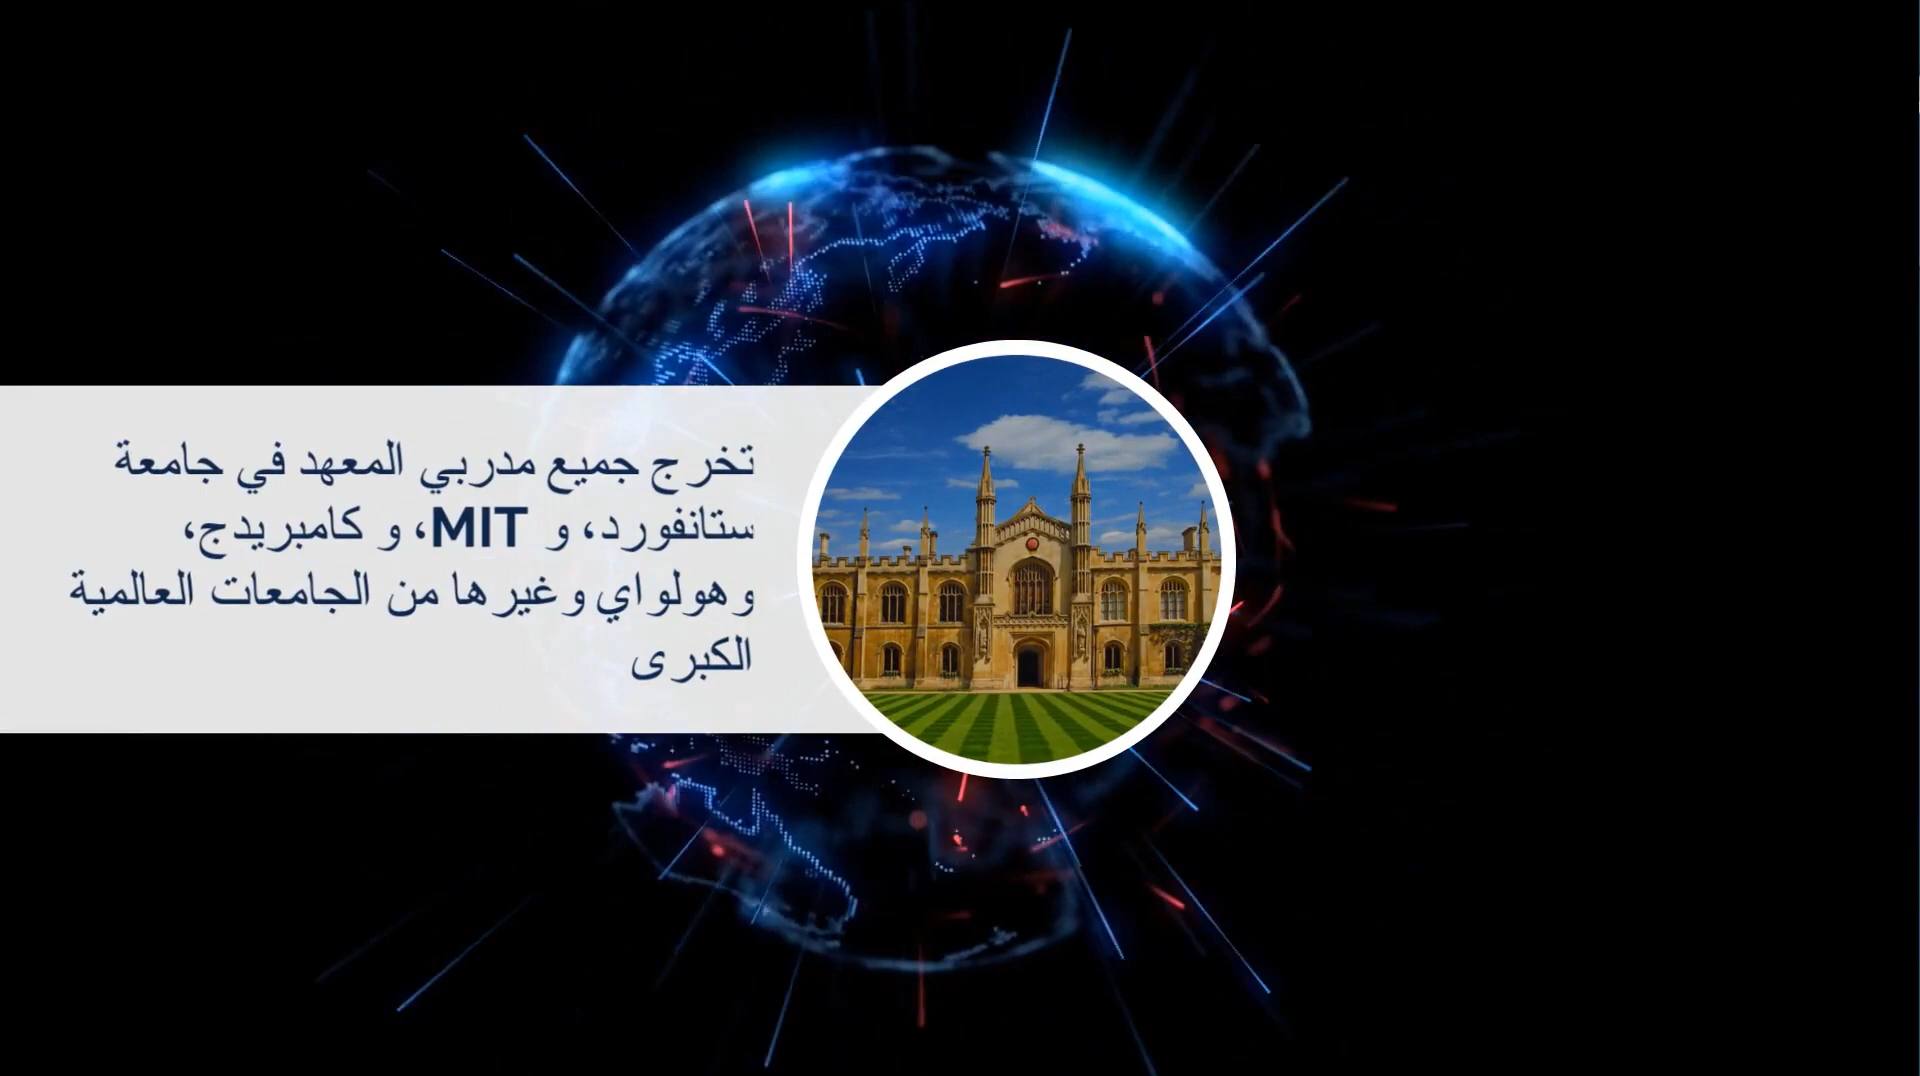 تخرج جميع مدربي المعهد في جامعة
ستانفورد، و MIT، و كامبريدج،
وهولواي وغيرها من الجامعات العالمية
الكبرى